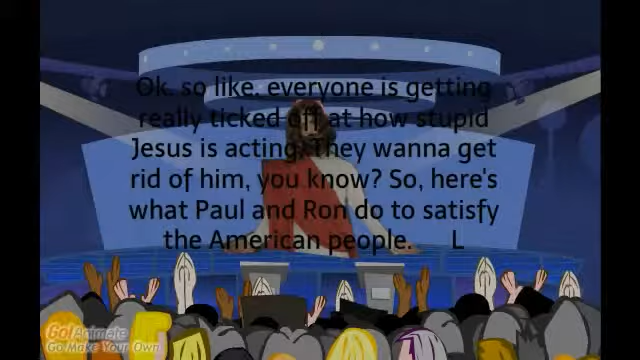 Ok. so like. everyone is getting
really ticked off at how stupid
Jesus is acting. They wanna get
rid of him, you know? So, here's
what Paul and Ron do to satisfy
the American people. L
Go!Animate
Go Make Your Own